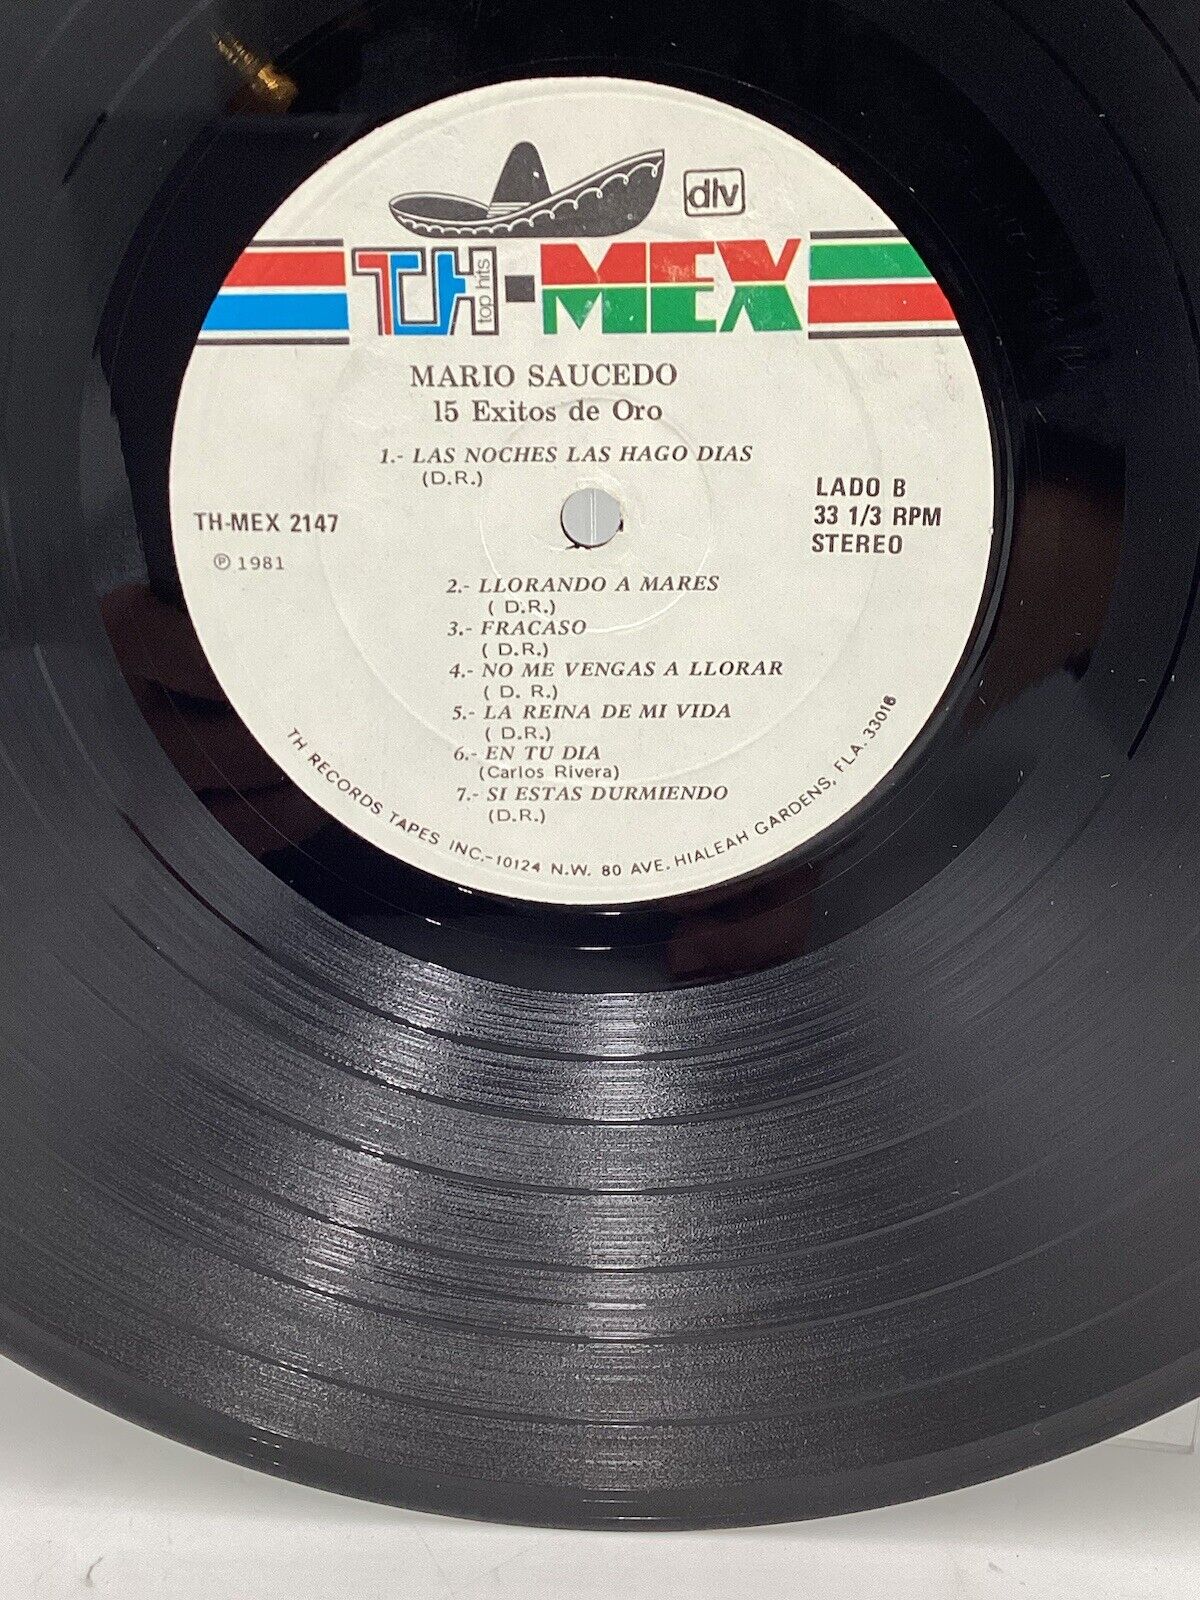 dlv
TH top hits - MEX
MARIO SAUCEDO
15 Exitos de Oro
1.- LAS NOCHES LAS HAGO DIAS
(D.R.)
TH-MEX 2147
℗ 1981
LADO B
33 1/3 RPM
STEREO
2.- LLORANDO A MARES
( D.R.)
3.- FRACASO
( D.R.)
4.- NO ME VENGAS A LLORAR
( D. R.)
5.- LA REINA DE MI VIDA
( D.R.)
6.- EN TU DIA
(Carlos Rivera)
7.- SI ESTAS DURMIENDO
(D.R.)
TH RECORDS TAPES INC.-10124 N.W. 80 AVE. HIALEAH GARDENS, FLA. 33016